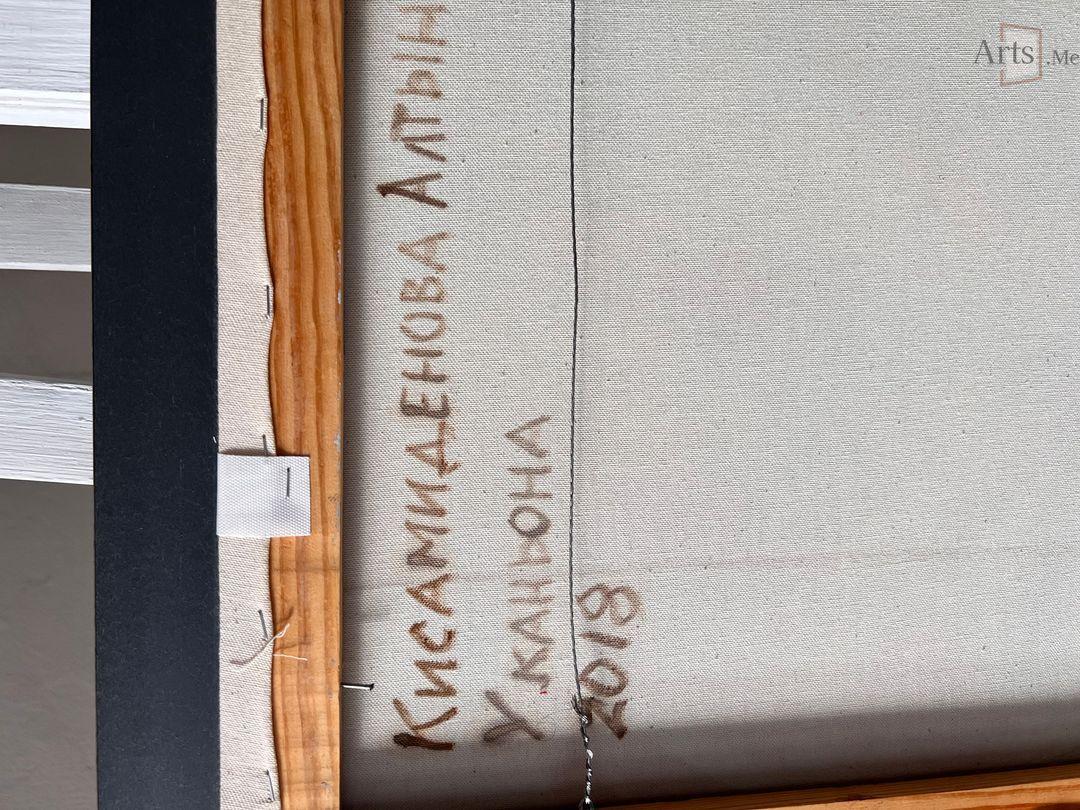 Кисамиденова Алтын
У каньона
2018
Arts.Me